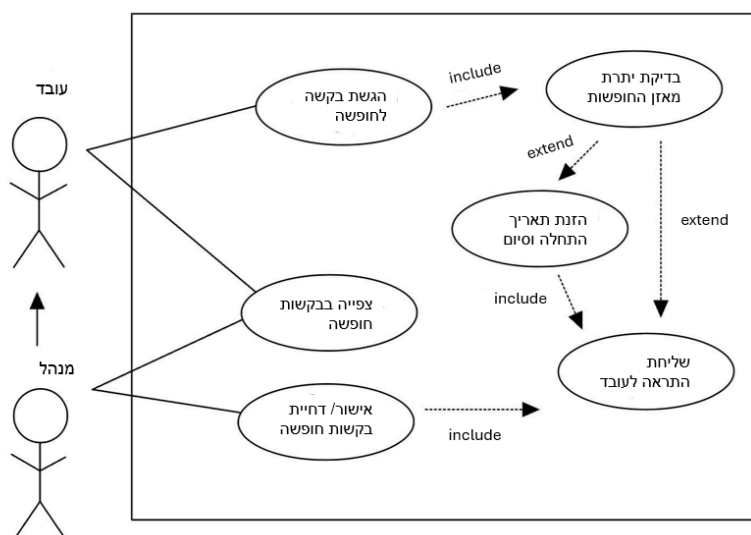 עובד
הגשת בקשה
לחופשה
include
בדיקת יתרת
מאזן החופשות
extend
הזנת תאריך
התחלה וסיום
extend
include
צפייה בבקשות
חופשה
שליחת
התראה לעובד
מנהל
אישור/ דחיית
בקשות חופשה
include